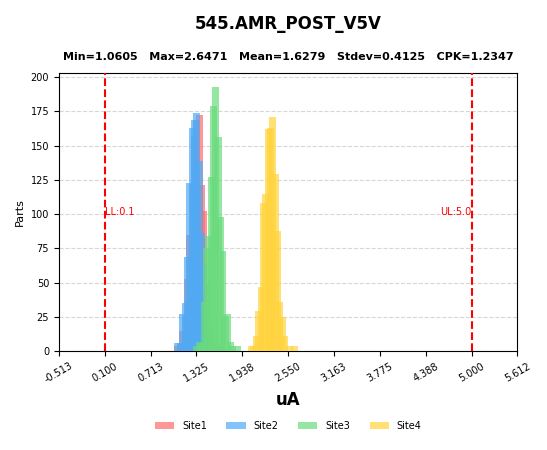 545.AMR_POST_V5V
Min=1.0605 Max=2.6471 Mean=1.6279 Stdev=0.4125 CPK=1.2347
200
175
150
125
100
75
50
25
0
Parts
LL:0.1
UL:5.0
-0.513 0.100 0.713 1.325 1.938 2.550 3.163 3.775 4.388 5.000 5.612
uA
Site1 Site2 Site3 Site4